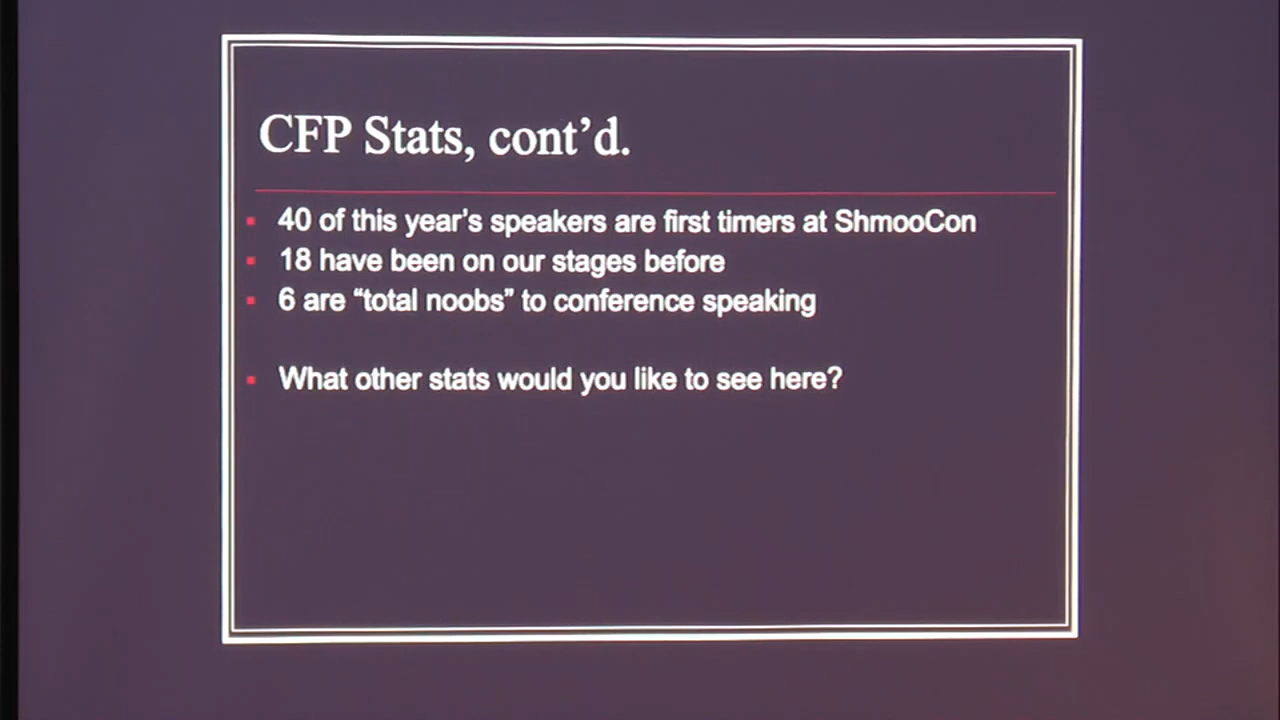 CFP Stats, cont’d.
40 of this year’s speakers are first timers at ShmooCon
18 have been on our stages before
6 are “total noobs” to conference speaking
What other stats would you like to see here?